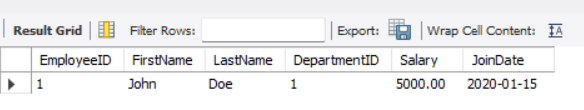 Result Grid Filter Rows: Export: Wrap Cell Content:
EmployeeID FirstName LastName DepartmentID Salary JoinDate
1 John Doe 1 5000.00 2020-01-15